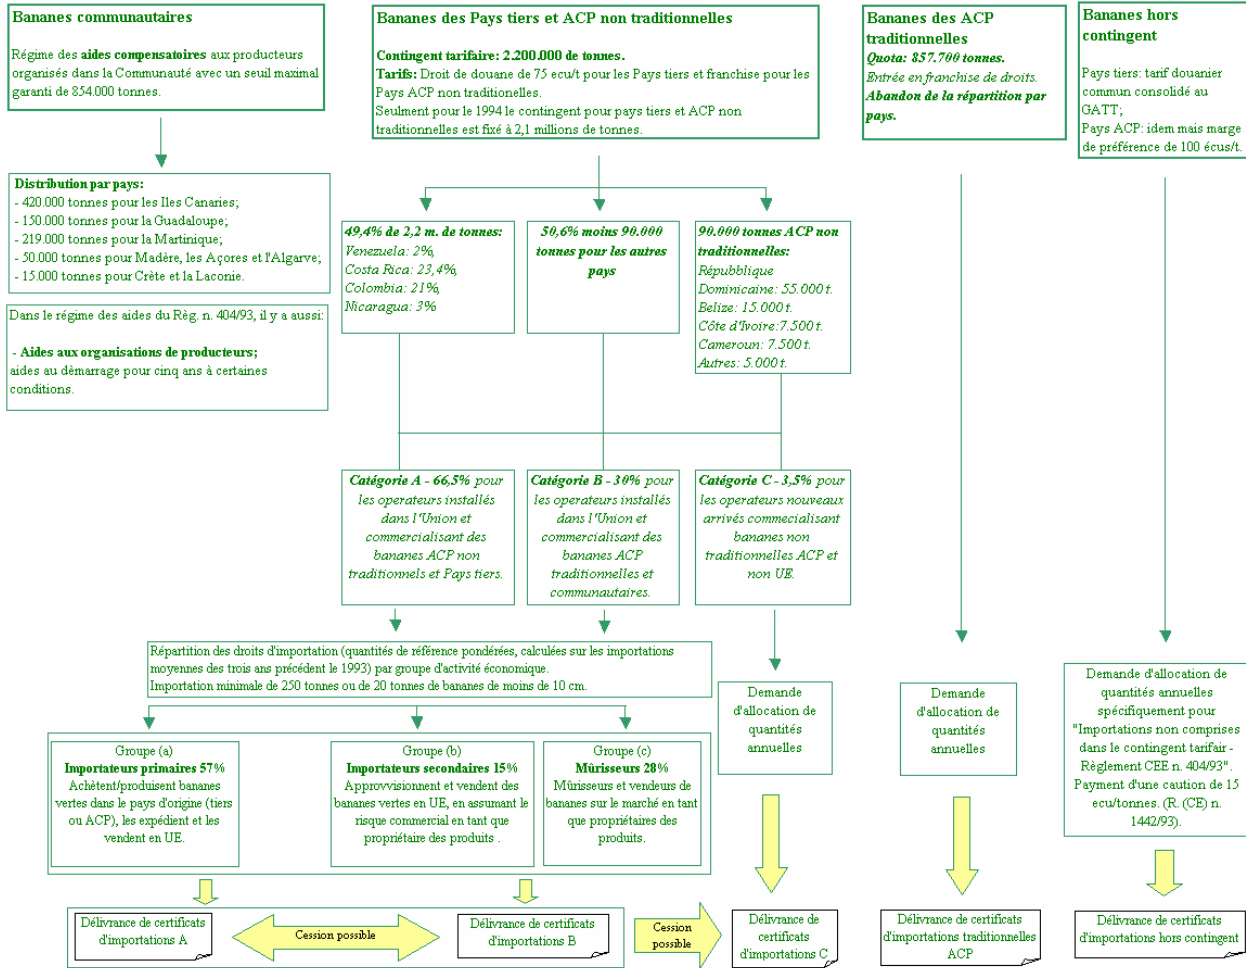 Bananes communautaires
Régime des aides compensatoires aux producteurs
organisés dans la Communauté avec un seuil maximal
garanti de 854.000 tonnes.
Bananes des Pays tiers et ACP non traditionnelles
Contingent tarifaire: 2.200.000 de tonnes.
Tarifs: Droit de douane de 75 ecu/t pour les Pays tiers et franchise pour les
Pays ACP non traditionelles.
Seulment pour le 1994 le contingent pour pays tiers et ACP non
traditionnelles est fixé à 2,1 millions de tonnes.
Bananes des ACP
traditionnelles
Quota: 857.700 tonnes.
Entrée en franchise de droits.
Abandon de la répartition par
pays.
Bananes hors
contingent
Pays tiers: tarif douanier
commun consolidé au
GATT;
Pays ACP: idem mais marge
de préférence de 100 écus/t.
Distribution par pays:
- 420.000 tonnes pour les Iles Canaries;
- 150.000 tonnes pour la Guadaloupe;
- 219.000 tonnes pour la Martinique;
- 50.000 tonnes pour Madère, les Açores et l'Algarve;
- 15.000 tonnes pour Crète et la Laconie.
Dans le régime des aides du Règ. n. 404/93, il y a aussi:
- Aides aux organisations de producteurs;
aides au dèmarrage pour cinq ans à certaines
conditions.
49,4% de 2,2 m. de tonnes:
Venezuela: 2%,
Costa Rica: 23,4%,
Colombia: 21%,
Nicaragua: 3%
50,6% moins 90.000
tonnes pour les autres
pays
90.000 tonnes ACP non
traditionnelles:
Répubblique
Dominicaine: 55.000 t.
Belize: 15.000 t.
Côte d'Ivoire:7.500 t.
Cameroun: 7.500 t.
Autres: 5.000 t.
Catégorie A - 66,5% pour
les operateurs installés
dans l'Union et
commercialisant des
bananes ACP non
traditionnels et Pays tiers.
Catégorie B - 30% pour
les operateurs installés
dans l'Union et
commercialisant des
bananes ACP
traditionnelles et
communautaires.
Catégorie C - 3,5% pour
les operateurs nouveaux
arrivés commecialisant
bananes non
traditionnelles ACP et
non UE.
Répartition des droits d'importation (quantités de référence pondérées, calculées sur les importations
moyennes des trois ans précédent le 1993) par groupe d'activité économique.
Importation minimale de 250 tonnes ou de 20 tonnes de bananes de moins de 10 cm.
Groupe (a)
Importateurs primaires 57%
Achètent/produisent bananes
vertes dans le pays d'origine (tiers
ou ACP), les expédient et les
vendent en UE.
Groupe (b)
Importateurs secondaires 15%
Approvvisionnent et vendent des
bananes vertes en UE, en assumant le
risque commercial en tant que
propriétaire des produits .
Groupe (c)
Mûrisseurs 28%
Mûrisseurs et vendeurs de
bananes sur le marché en tant
que propriétaires des
produits.
Demande
d'allocation de
quantités
annuelles
Demande
d'allocation de
quantités
annuelles
Demande d'allocation de
quantités annuelles
spécifiquement pour
"Importations non comprises
dans le contingent tarifair -
Règlement CEE n. 404/93".
Payment d'une caution de 15
ecu/tonnes. (R. (CE) n.
1442/93).
Délivrance de certificats
d'importations A
Cession possible
Délivrance de certificats
d'importations B
Cession
possible
Délivrance de
certificats
d'importations C
Délivrance de certificats
d'importations traditionnelles
ACP
Délivrance de certificats
d'importations hors contingent